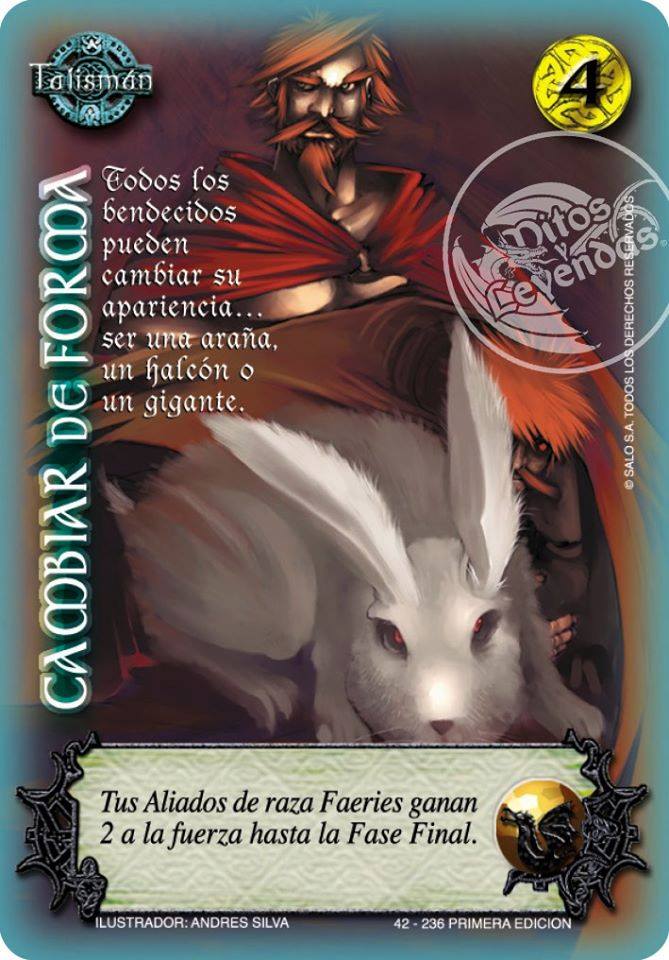 Talismán
4
Mitos
y
Leyendas
CAMBIAR DE FORMA
Todos los
bendecidos
pueden
cambiar su
apariencia...
ser una araña,
un halcón o
un gigante.
© SALO S.A. TODOS LOS DERECHOS RESERVADOS.
Tus Aliados de raza Faeries ganan
2 a la fuerza hasta la Fase Final.
ILUSTRADOR: ANDRES SILVA
42 - 236 PRIMERA EDICION